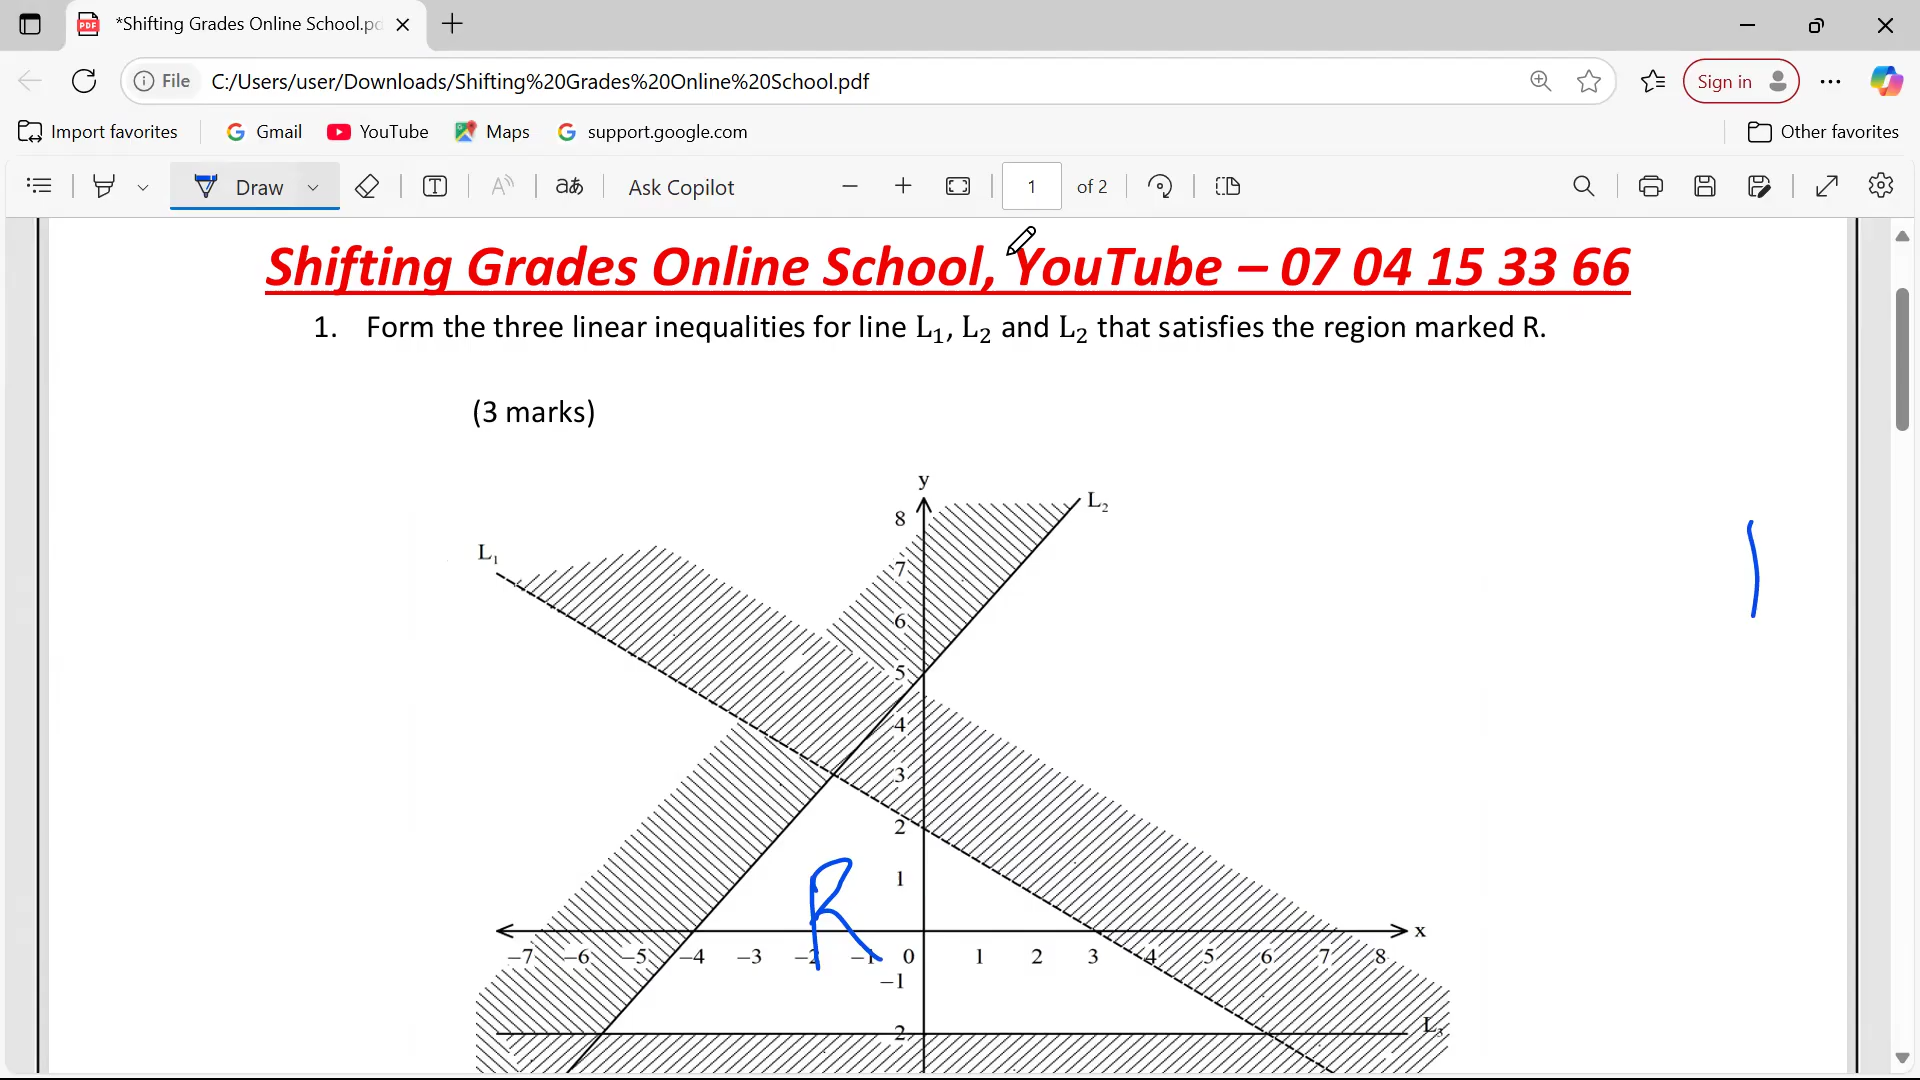 *Shifting Grades Online School.pd
File C:/Users/user/Downloads/Shifting%20Grades%20Online%20School.pdf
Sign in
Import favorites Gmail YouTube Maps support.google.com Other favorites
Draw T A aあ Ask Copilot 1 of 2
Shifting Grades Online School, YouTube – 07 04 15 33 66
1. Form the three linear inequalities for line L₁, L₂ and L₂ that satisfies the region marked R.
(3 marks)
y
L₂
8
L₁
7
6
5
4
3
2
R
1
x
–7 –6 –5 –4 –3 –2 –1 0 1 2 3 4 5 6 7 8
–1
2
L₃